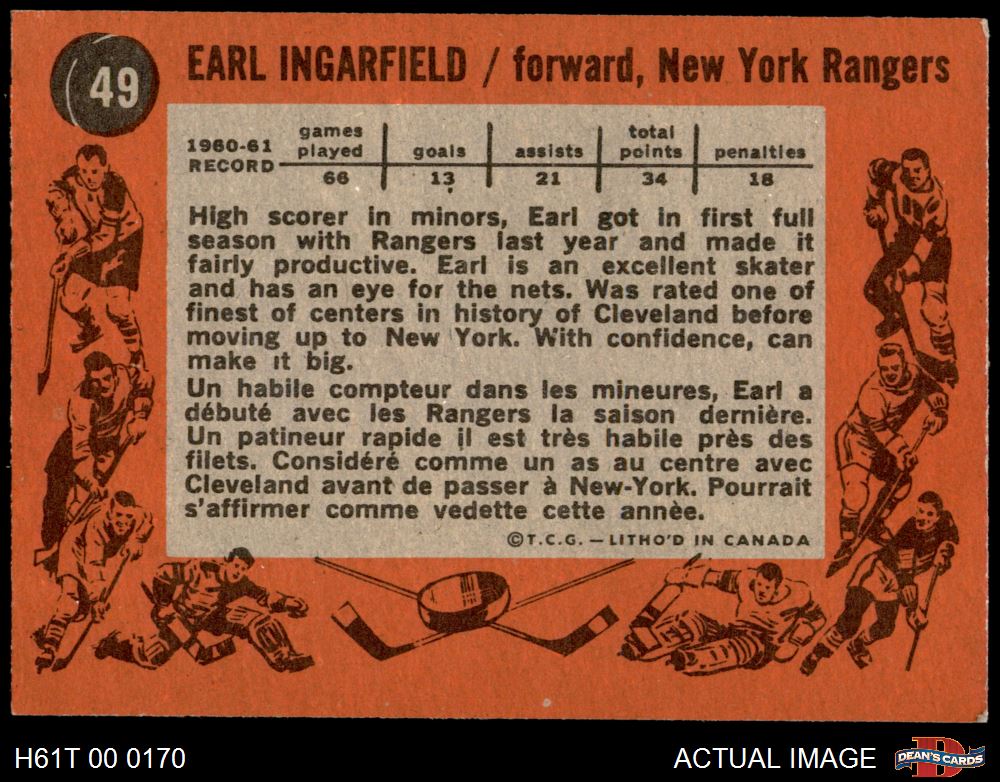 49
EARL INGARFIELD / forward, New York Rangers
1960-61 RECORD
games played goals assists total points penalties
66 13 21 34 18
High scorer in minors, Earl got in first full
season with Rangers last year and made it
fairly productive. Earl is an excellent skater
and has an eye for the nets. Was rated one of
finest of centers in history of Cleveland before
moving up to New York. With confidence, can
make it big.
Un habile compteur dans les mineures, Earl a
débuté avec les Rangers la saison dernière.
Un patineur rapide il est très habile près des
filets. Considéré comme un as au centre avec
Cleveland avant de passer à New-York. Pourrait
s'affirmer comme vedette cette annèe.
©T.C.G. — LITHO'D IN CANADA
H61T 00 0170
ACTUAL IMAGE
D
DEAN'S CARDS